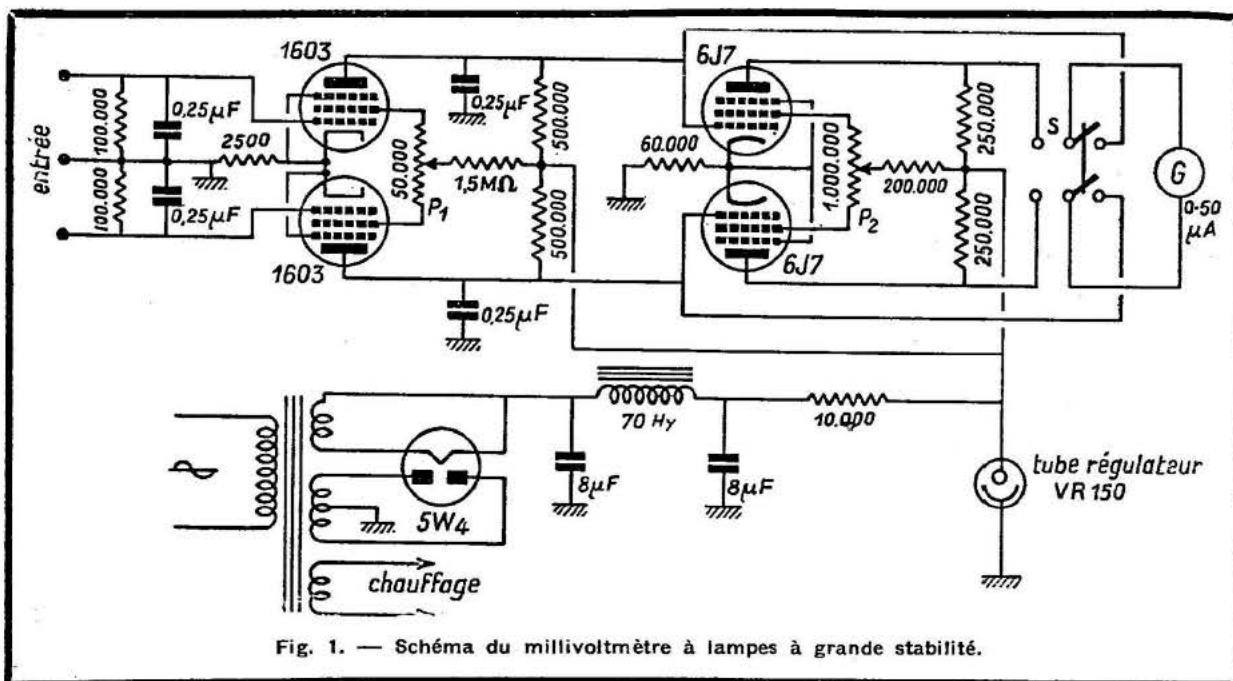 1603
6J7
entrée
100.000
100.000
0,25µF
0,25µF
2500
50.000
P1
1,5MΩ
0,25µF
500.000
500.000
60.000
1.000.000
P2
200.000
250.000
250.000
S
G
0-50
µA
1603
6J7
0,25µF
70 Hy
10.000
8µF
8µF
5W4
chauffage
tube régulateur
VR 150
Fig. 1. — Schéma du millivoltmètre à lampes à grande stabilité.